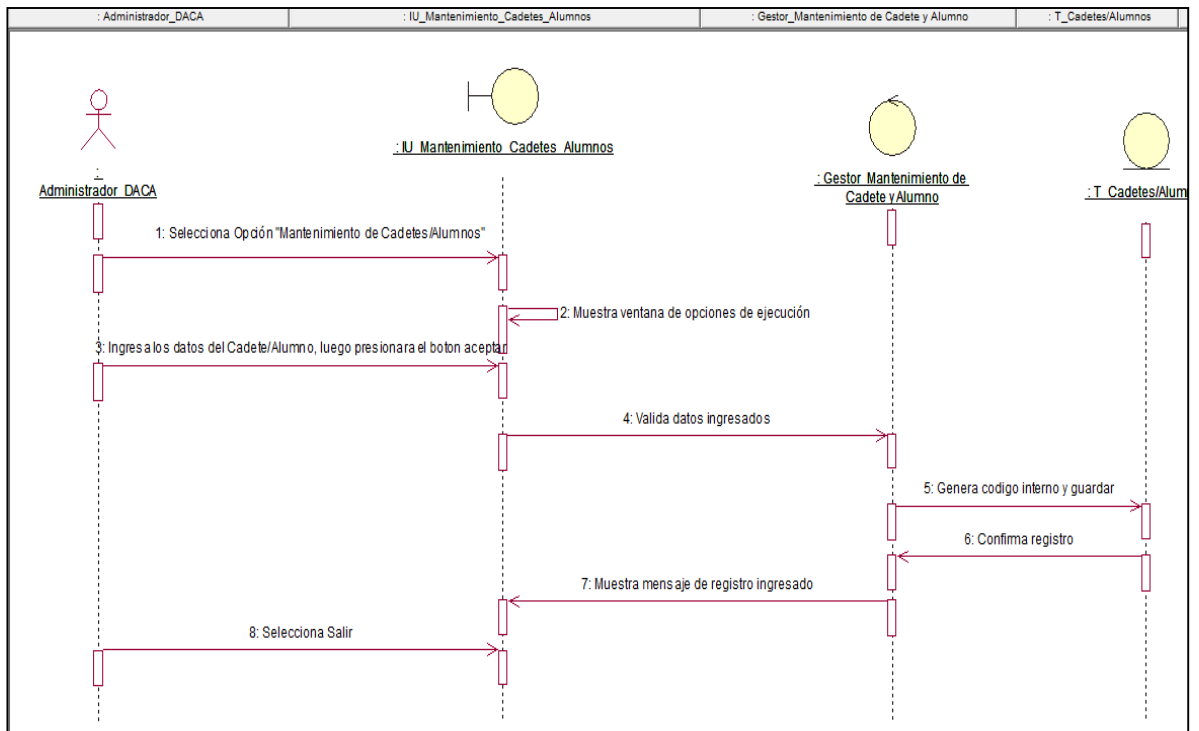 : Administrador_DACA
: IU_Mantenimiento_Cadetes_Alumnos
: Gestor_Mantenimiento de Cadete y Alumno
: T_Cadetes/Alumnos
:
Administrador_DACA
: IU_Mantenimiento_Cadetes_Alumnos
: Gestor_Mantenimiento de
Cadete y Alumno
: T_Cadetes/Alum
1: Selecciona Opción "Mantenimiento de Cadetes/Alumnos"
2: Muestra ventana de opciones de ejecución
3: Ingresa los datos del Cadete/Alumno, luego presionara el boton aceptar
4: Valida datos ingresados
5: Genera codigo interno y guardar
6: Confirma registro
7: Muestra mensaje de registro ingresado
8: Selecciona Salir